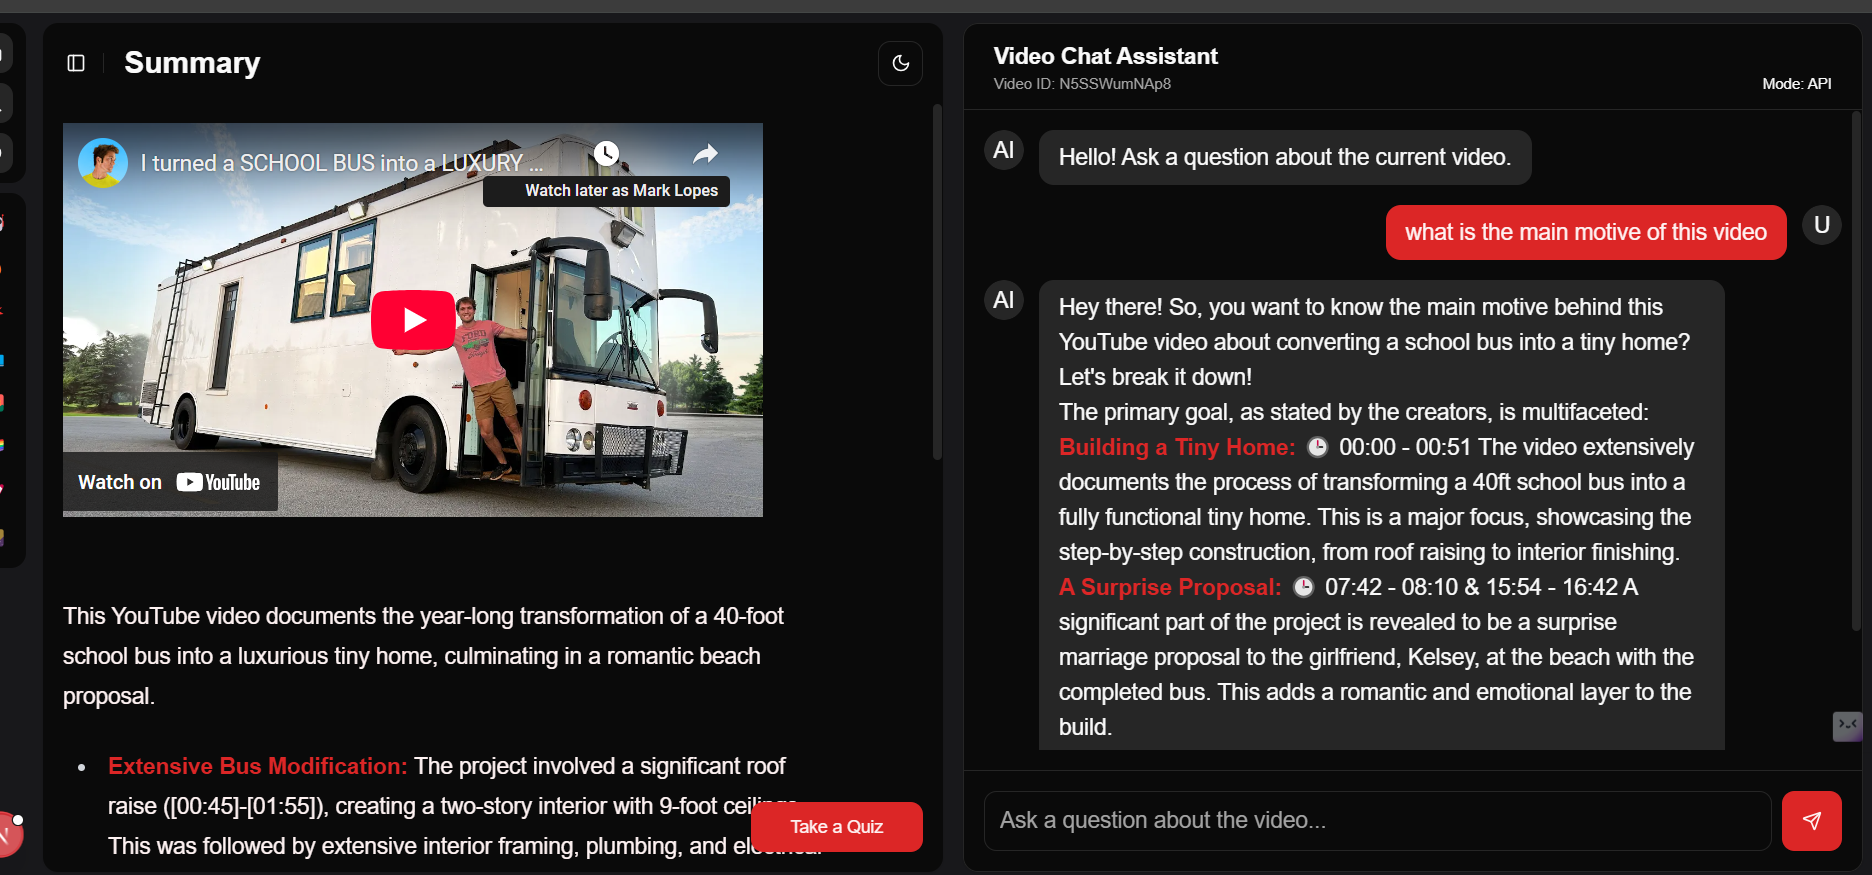 Summary
I turned a SCHOOL BUS into a LUXURY ...
Watch later as Mark Lopes
Watch on YouTube
This YouTube video documents the year-long transformation of a 40-foot
school bus into a luxurious tiny home, culminating in a romantic beach
proposal.
• Extensive Bus Modification: The project involved a significant roof
raise ([00:45]-[01:55]), creating a two-story interior with 9-foot
This was followed by extensive interior framing, plumbing, and
Take a Quiz
Video Chat Assistant
Video ID: N5SSWumNAp8
Mode: API
AI
Hello! Ask a question about the current video.
what is the main motive of this video
U
AI
Hey there! So, you want to know the main motive behind this
YouTube video about converting a school bus into a tiny home?
Let's break it down!
The primary goal, as stated by the creators, is multifaceted:
Building a Tiny Home: 🕒 00:00 - 00:51 The video extensively
documents the process of transforming a 40ft school bus into a
fully functional tiny home. This is a major focus, showcasing the
step-by-step construction, from roof raising to interior finishing.
A Surprise Proposal: 🕒 07:42 - 08:10 & 15:54 - 16:42 A
significant part of the project is revealed to be a surprise
marriage proposal to the girlfriend, Kelsey, at the beach with the
completed bus. This adds a romantic and emotional layer to the
build.
Ask a question about the video...